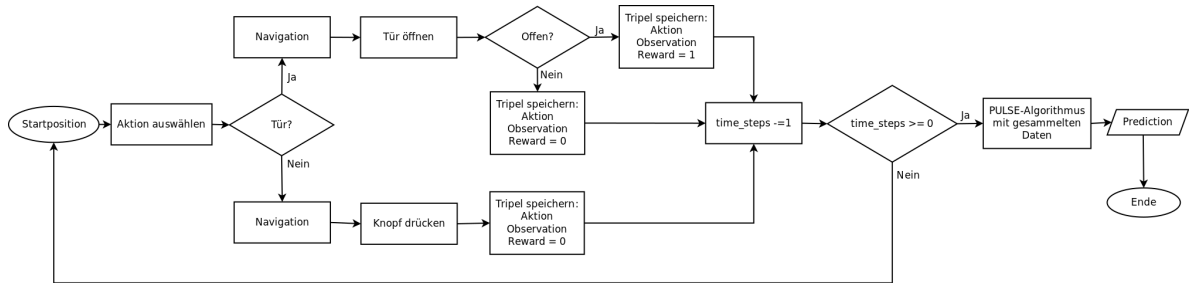 Startposition
Aktion auswählen
Tür?
Ja
Navigation
Tür öffnen
Offen?
Ja
Tripel speichern:
Aktion
Observation
Reward = 1
Nein
Tripel speichern:
Aktion
Observation
Reward = 0
Nein
Navigation
Knopf drücken
Tripel speichern:
Aktion
Observation
Reward = 0
time_steps -=1
time_steps >= 0
Ja
Nein
PULSE-Algorithmus
mit gesammelten
Daten
Prediction
Ende